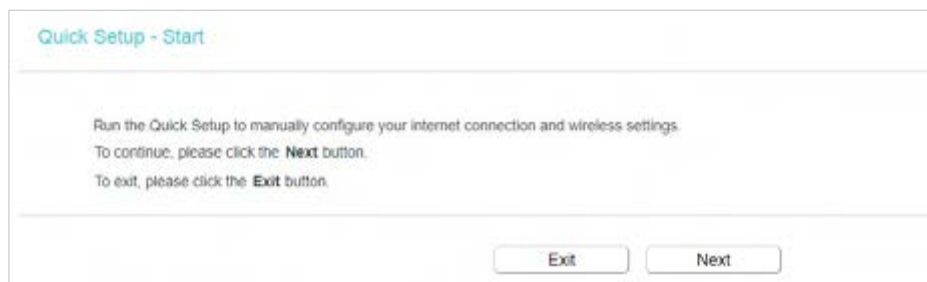 Quick Setup - Start
Run the Quick Setup to manually configure your internet connection and wireless settings.
To continue, please click the Next button.
To exit, please click the Exit button.
Exit Next